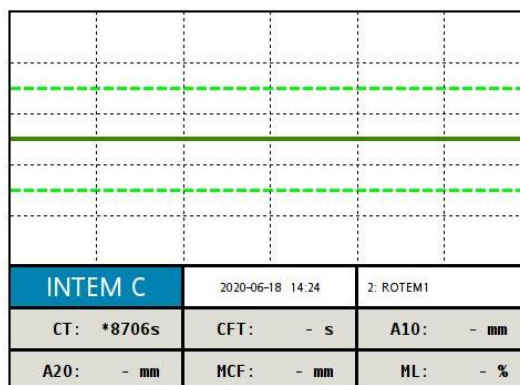 INTEM C 2020-06-18 14:24 2: ROTEM1
CT: *8706s CFT: - s A10: - mm
A20: - mm MCF: - mm ML: - %